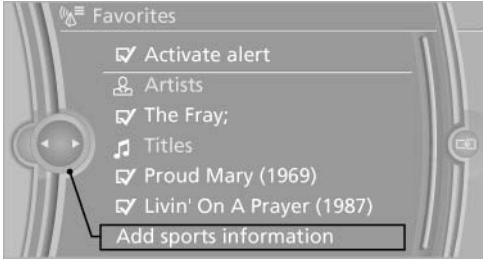 Favorites
Activate alert
Artists
The Fray;
Titles
Proud Mary (1969)
Livin' On A Prayer (1987)
Add sports information